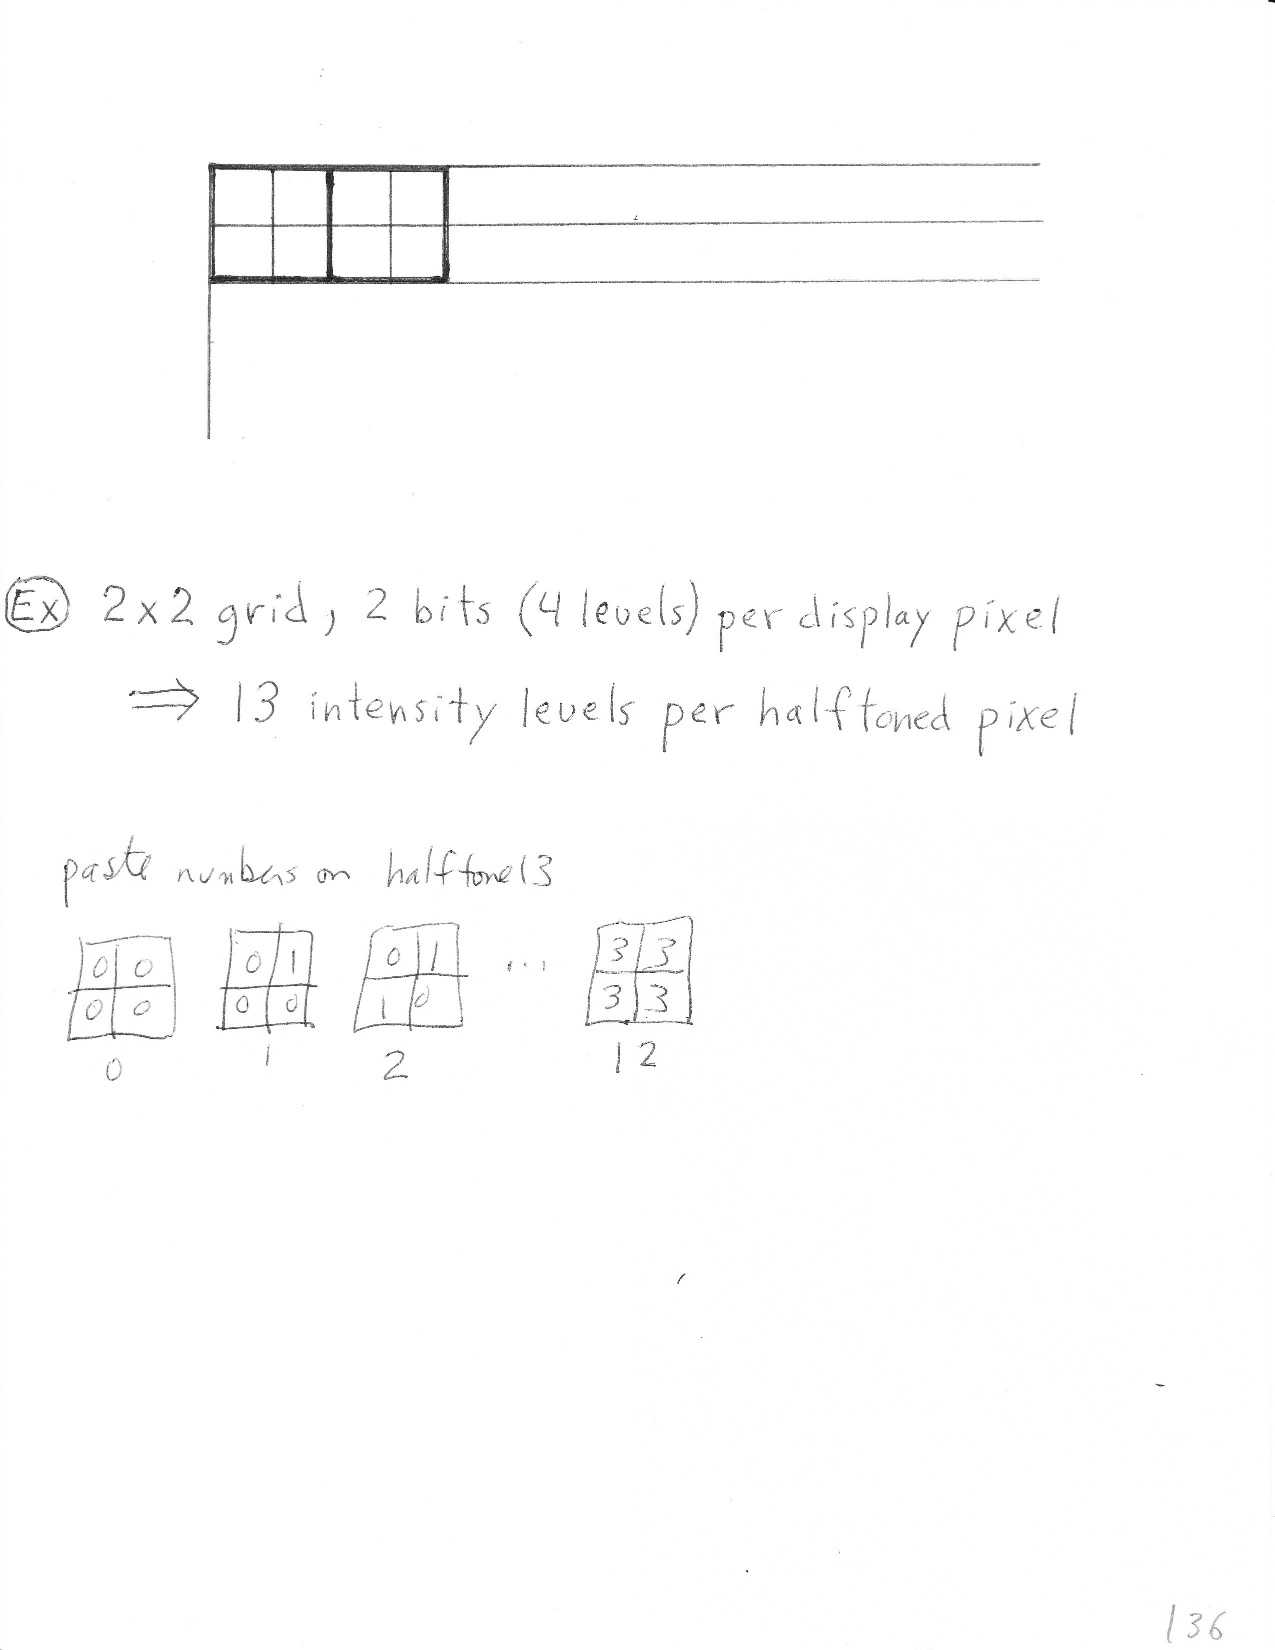 Ex 2x2 grid, 2 bits (4 levels) per display pixel
⇒ 13 intensity levels per halftoned pixel
paste numbers on halftone13
0 0 0 1 0 1 ... 3 3
0 0 0 0 1 0 3 3
0 1 2 12
136